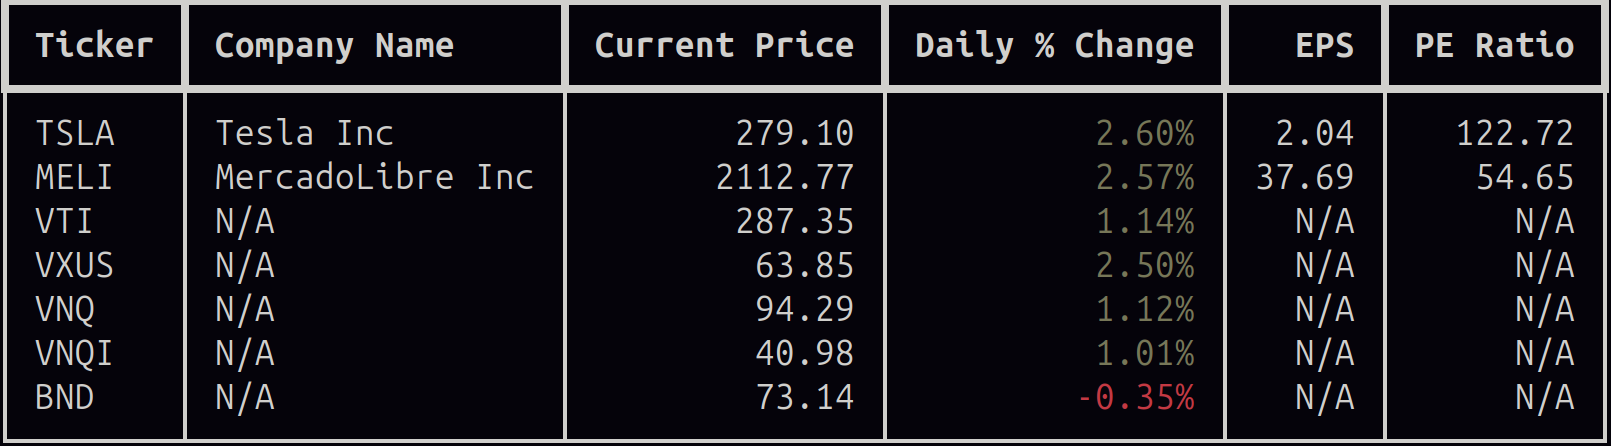 Ticker Company Name Current Price Daily % Change EPS PE Ratio
TSLA Tesla Inc 279.10 2.60% 2.04 122.72
MELI MercadoLibre Inc 2112.77 2.57% 37.69 54.65
VTI N/A 287.35 1.14% N/A N/A
VXUS N/A 63.85 2.50% N/A N/A
VNQ N/A 94.29 1.12% N/A N/A
VNQI N/A 40.98 1.01% N/A N/A
BND N/A 73.14 -0.35% N/A N/A